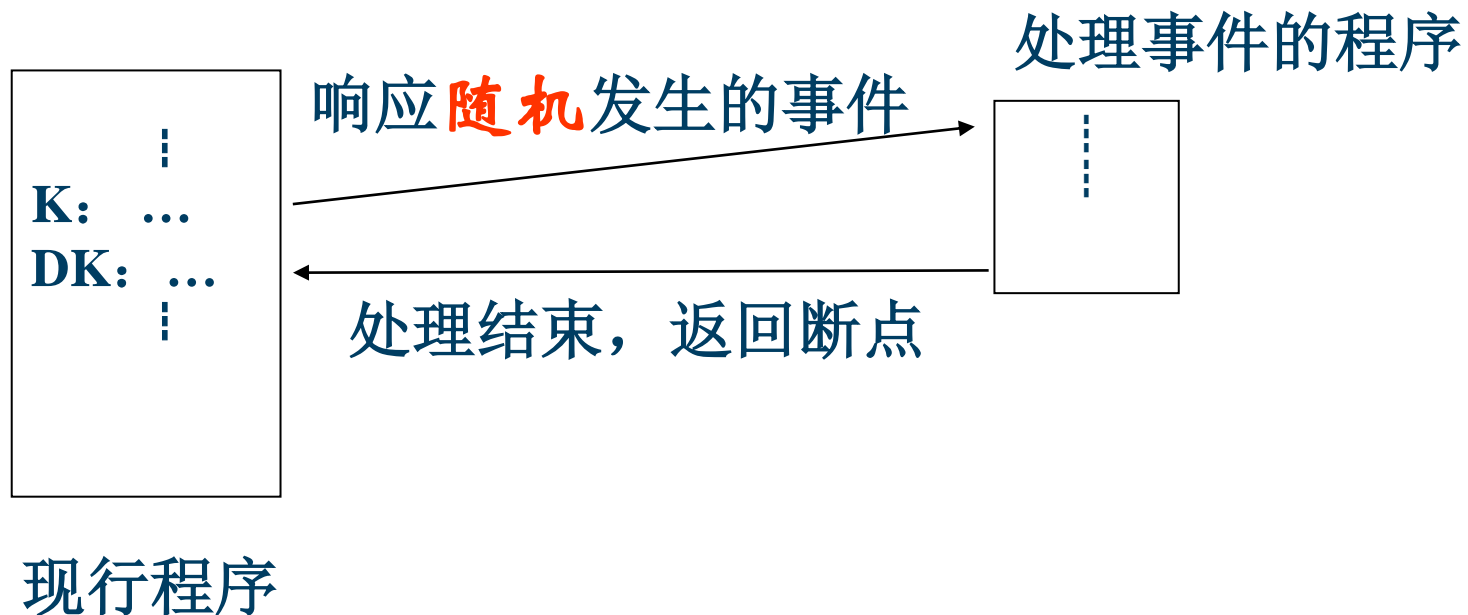 处理事件的程序
响应随机发生的事件
K： …
DK： …
处理结束，返回断点
现行程序